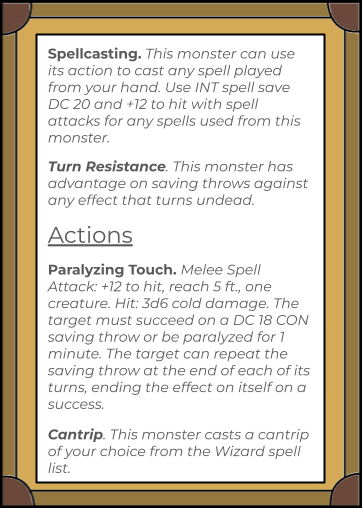 Spellcasting. This monster can use
its action to cast any spell played
from your hand. Use INT spell save
DC 20 and +12 to hit with spell
attacks for any spells used from this
monster.
Turn Resistance. This monster has
advantage on saving throws against
any effect that turns undead.
Actions
Paralyzing Touch. Melee Spell
Attack: +12 to hit, reach 5 ft., one
creature. Hit: 3d6 cold damage. The
target must succeed on a DC 18 CON
saving throw or be paralyzed for 1
minute. The target can repeat the
saving throw at the end of each of its
turns, ending the effect on itself on a
success.
Cantrip. This monster casts a cantrip
of your choice from the Wizard spell
list.